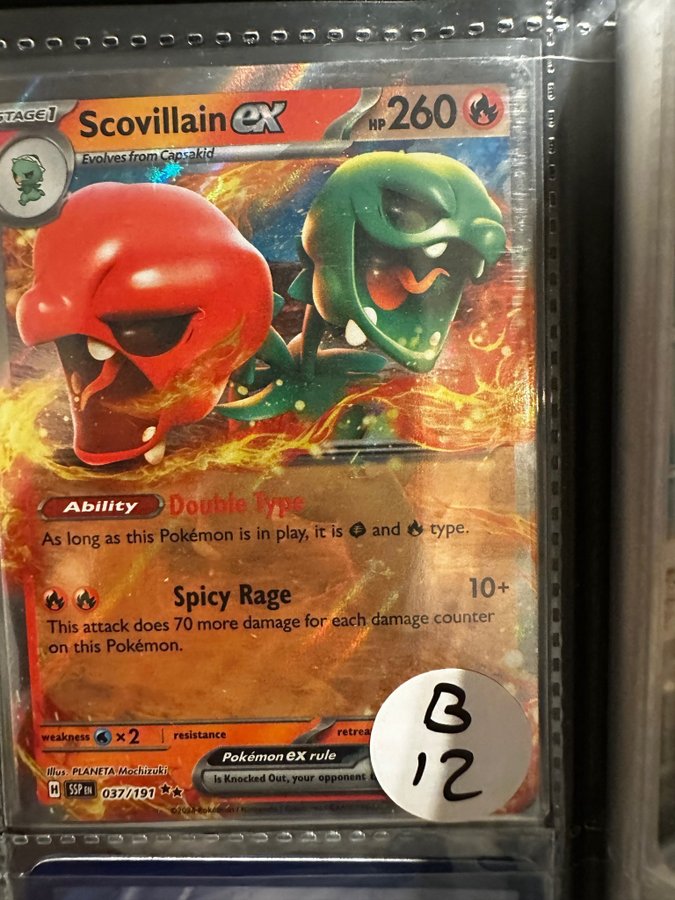 STAGE1
Scovillain ex
HP 260
Evolves from Capsakid
Ability Double Type
As long as this Pokémon is in play, it is and type.
Spicy Rage 10+
This attack does 70 more damage for each damage counter
on this Pokémon.
weakness ×2 resistance
Pokémon ex rule
is Knocked Out, your opponent
Illus. PLANETA Mochizuki
H SSP EN 037/191
B
12